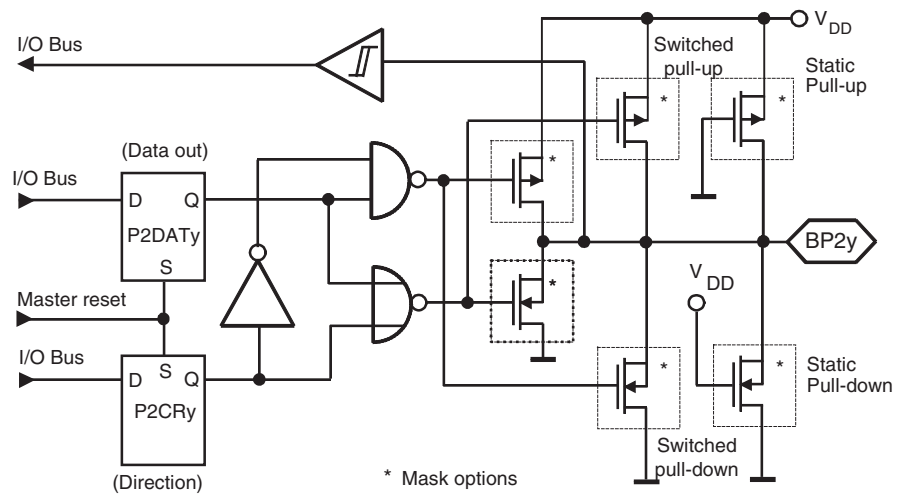 I/O Bus
V
DD
Switched
pull-up
*
Static
Pull-up
*
(Data out)
*
I/O Bus
D
Q
P2DATy
S
BP2y
Master reset
*
V
DD
I/O Bus
D
S
Q
P2CRy
*
*
Static
Pull-down
(Direction)
* Mask options
Switched
pull-down